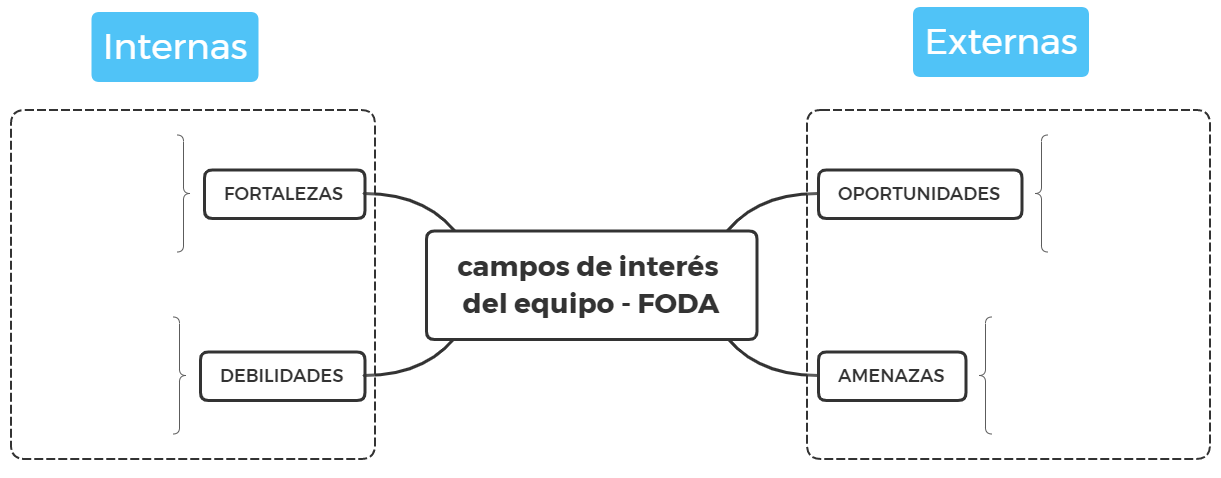 Internas
Externas
FORTALEZAS
OPORTUNIDADES
campos de interés
del equipo - FODA
DEBILIDADES
AMENAZAS